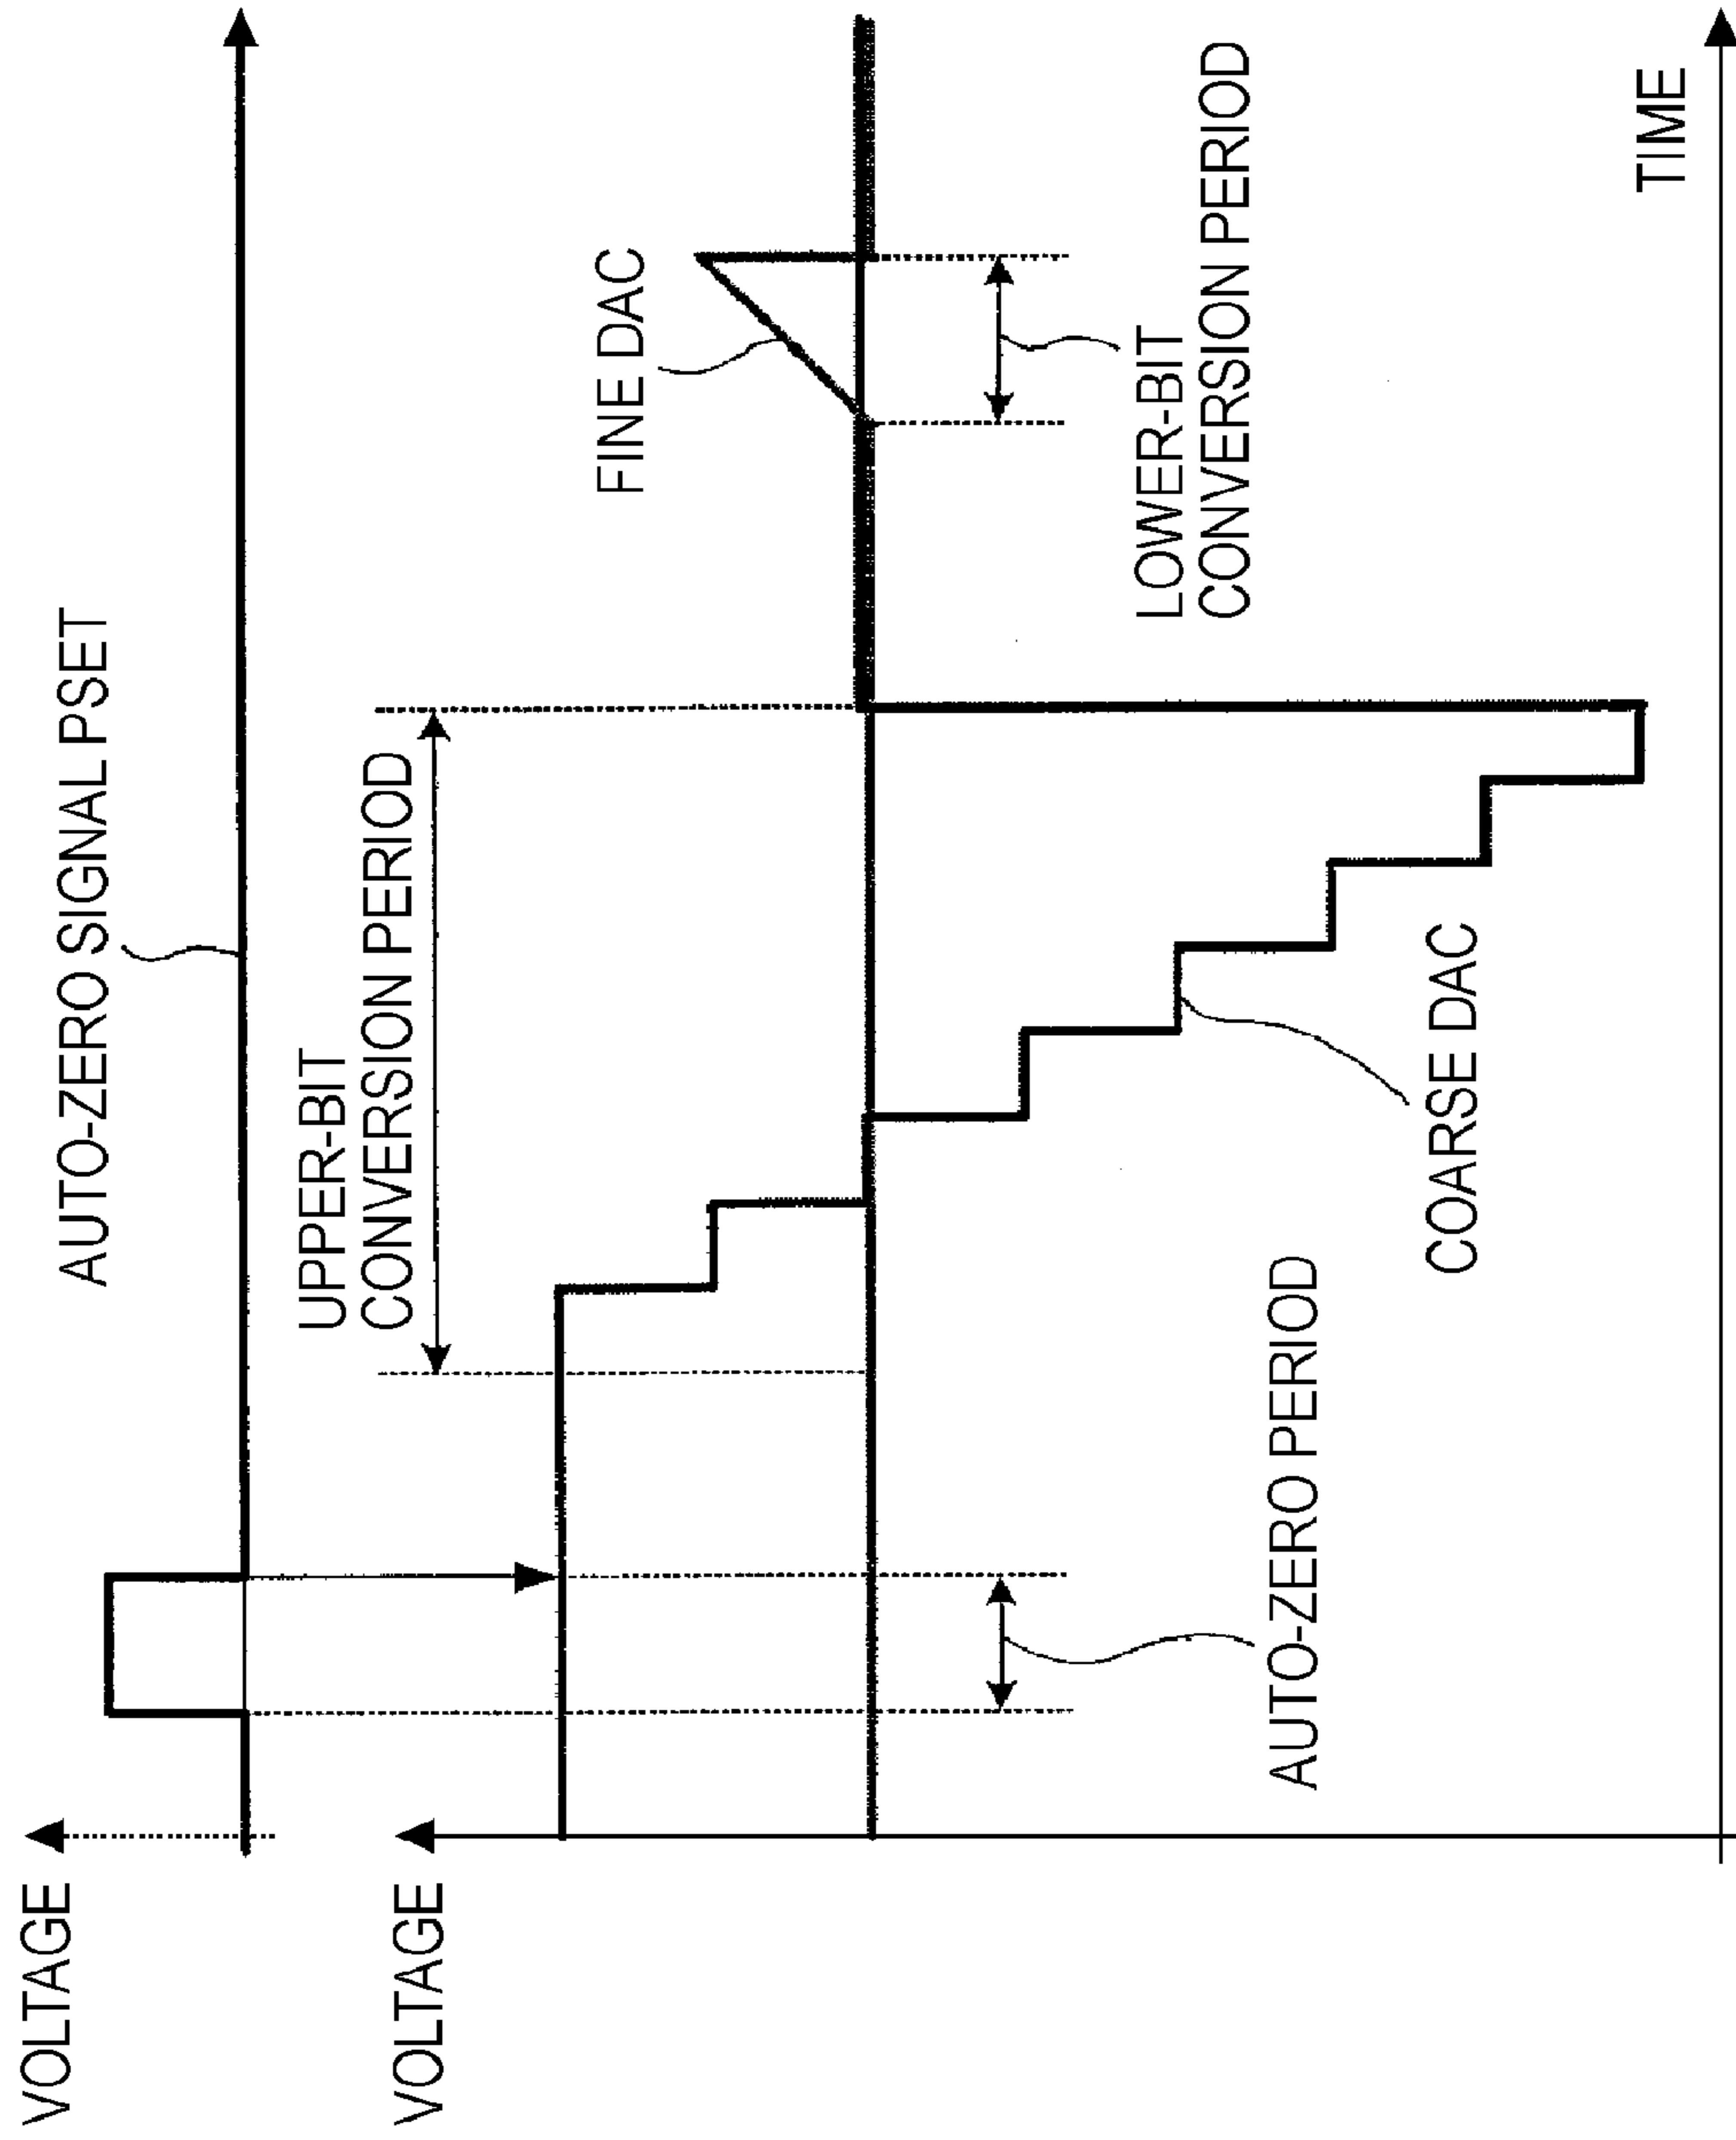 VOLTAGE
AUTO-ZERO SIGNAL PSET
VOLTAGE
UPPER-BIT
CONVERSION PERIOD
FINE DAC
LOWER-BIT
CONVERSION PERIOD
AUTO-ZERO PERIOD
COARSE DAC
TIME